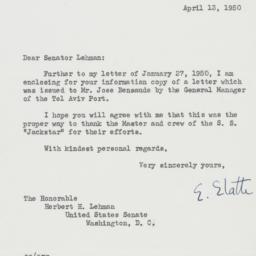 April 13, 1950
Dear Senator Lehman:
Further to my letter of January 27, 1950, I am
enclosing for your information copy of a letter which
was issued to Mr. Jose Bensaude by the General Manager
of the Tel Aviv Port.
I hope you will agree with me that this was the
proper way to thank the Master and crew of the S. S.
"Jackstar" for their efforts.
With kindest personal regards,
Very sincerely yours,
E. Elath
The Honorable
Herbert H. Lehman
United States Senate
Washington, D. C.